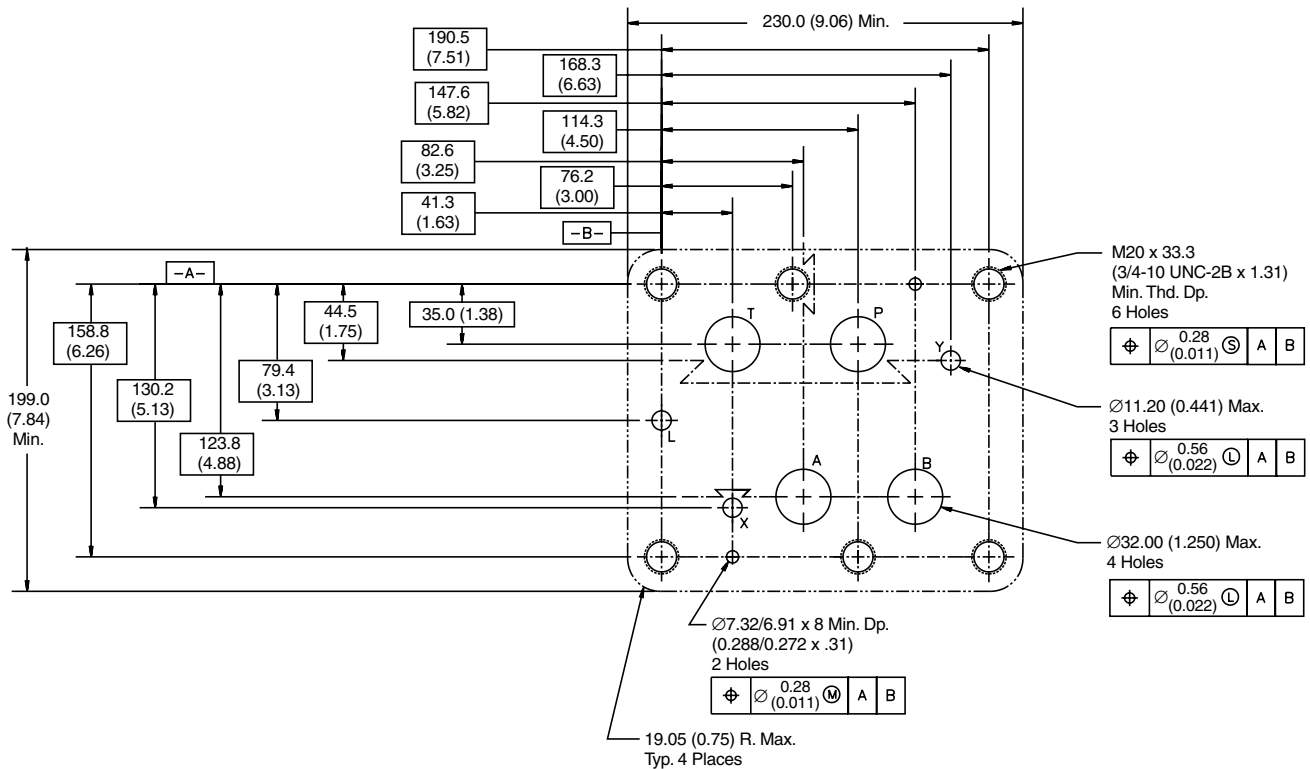 230.0 (9.06) Min.
190.5
(7.51)
168.3
(6.63)
147.6
(5.82)
114.3
(4.50)
82.6
(3.25)
76.2
(3.00)
41.3
(1.63)
-B-
-A-
44.5
(1.75)
35.0 (1.38)
158.8
(6.26)
79.4
(3.13)
130.2
(5.13)
199.0
(7.84)
Min.
123.8
(4.88)
T
P
Y
L
A
B
X
M20 x 33.3
(3/4-10 UNC-2B x 1.31)
Min. Thd. Dp.
6 Holes
⌖ ∅ 0.28 Ⓢ A B
(0.011)
∅11.20 (0.441) Max.
3 Holes
⌖ ∅ 0.56 Ⓛ A B
(0.022)
∅32.00 (1.250) Max.
4 Holes
⌖ ∅ 0.56 Ⓛ A B
(0.022)
∅7.32/6.91 x 8 Min. Dp.
(0.288/0.272 x .31)
2 Holes
⌖ ∅ 0.28 Ⓜ A B
(0.011)
19.05 (0.75) R. Max.
Typ. 4 Places